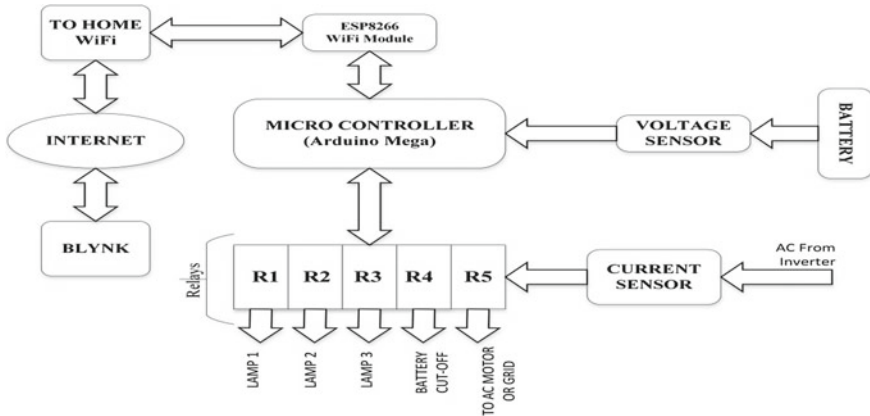 TO HOME
WiFi
ESP8266
WiFi Module
INTERNET
MICRO CONTROLLER
(Arduino Mega)
VOLTAGE
SENSOR
BATTERY
BLYNK
Relays
R1
R2
R3
R4
R5
CURRENT
SENSOR
AC From
Inverter
LAMP 1
LAMP 2
LAMP 3
BATTERY
CUT-OFF
TO AC MOTOR
OR GRID